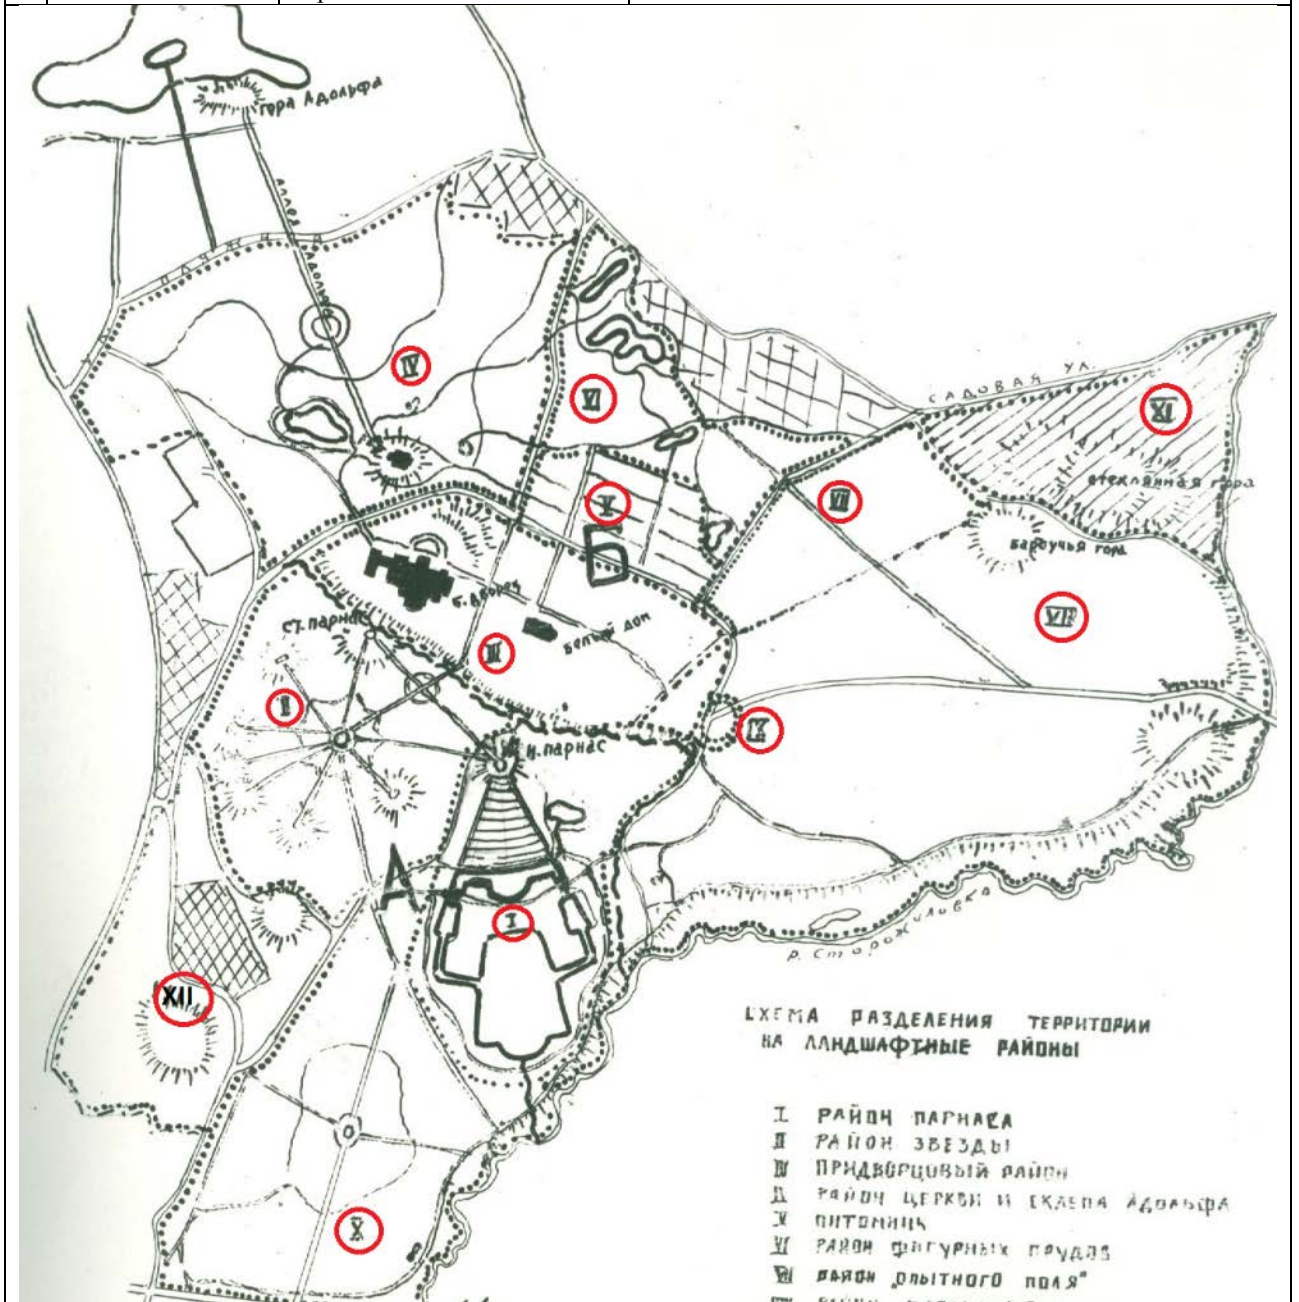 гора Адольфа
аллея Адольфа
IV
VI
САДОВАЯ УЛ.
XI
стеклянная гора
V
VII
Барсучья гора
б. дворец
Белый дом
ст. Парнас
III
VIII
II
IX
н. Парнас
I
р. Сторожиловка
XII
X
СХЕМА РАЗДЕЛЕНИЯ ТЕРРИТОРИИ
НА ЛАНДШАФТНЫЕ РАЙОНЫ
I РАЙОН ПАРНАСА
II РАЙОН ЗВЕЗДЫ
III ПРИДВОРЦОВЫЙ РАЙОН
IV РАЙОН ЦЕРКВИ И СКЛЕПА АДОЛЬФА
V ПИТОМНИК
VI РАЙОН ФИГУРНЫХ ПРУДОВ
VII РАЙОН „ОПЫТНОГО ПОЛЯ"